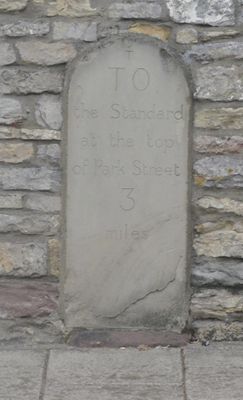 TO
the Standard
at the top
of Park Street
3
miles